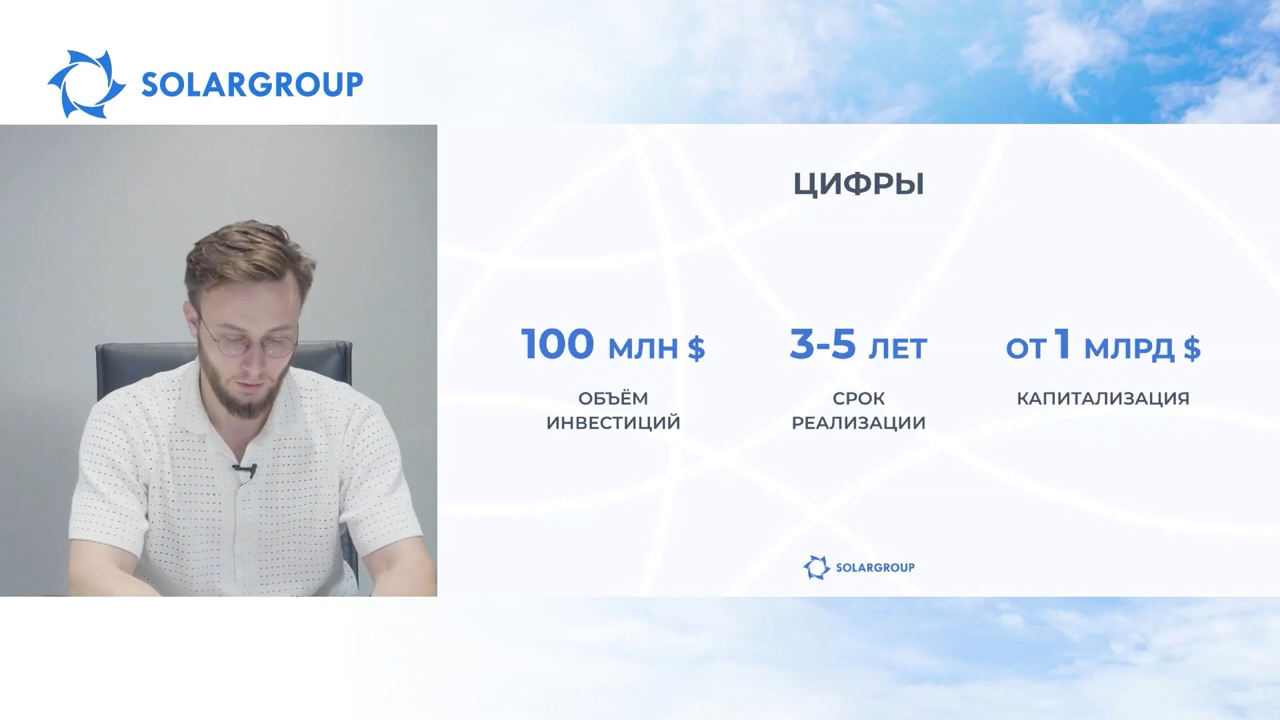 SOLARGROUP
ЦИФРЫ
100 МЛН $
ОБЪЁМ
ИНВЕСТИЦИЙ
3-5 ЛЕТ
СРОК
РЕАЛИЗАЦИИ
ОТ 1 МЛРД $
КАПИТАЛИЗАЦИЯ
SOLARGROUP